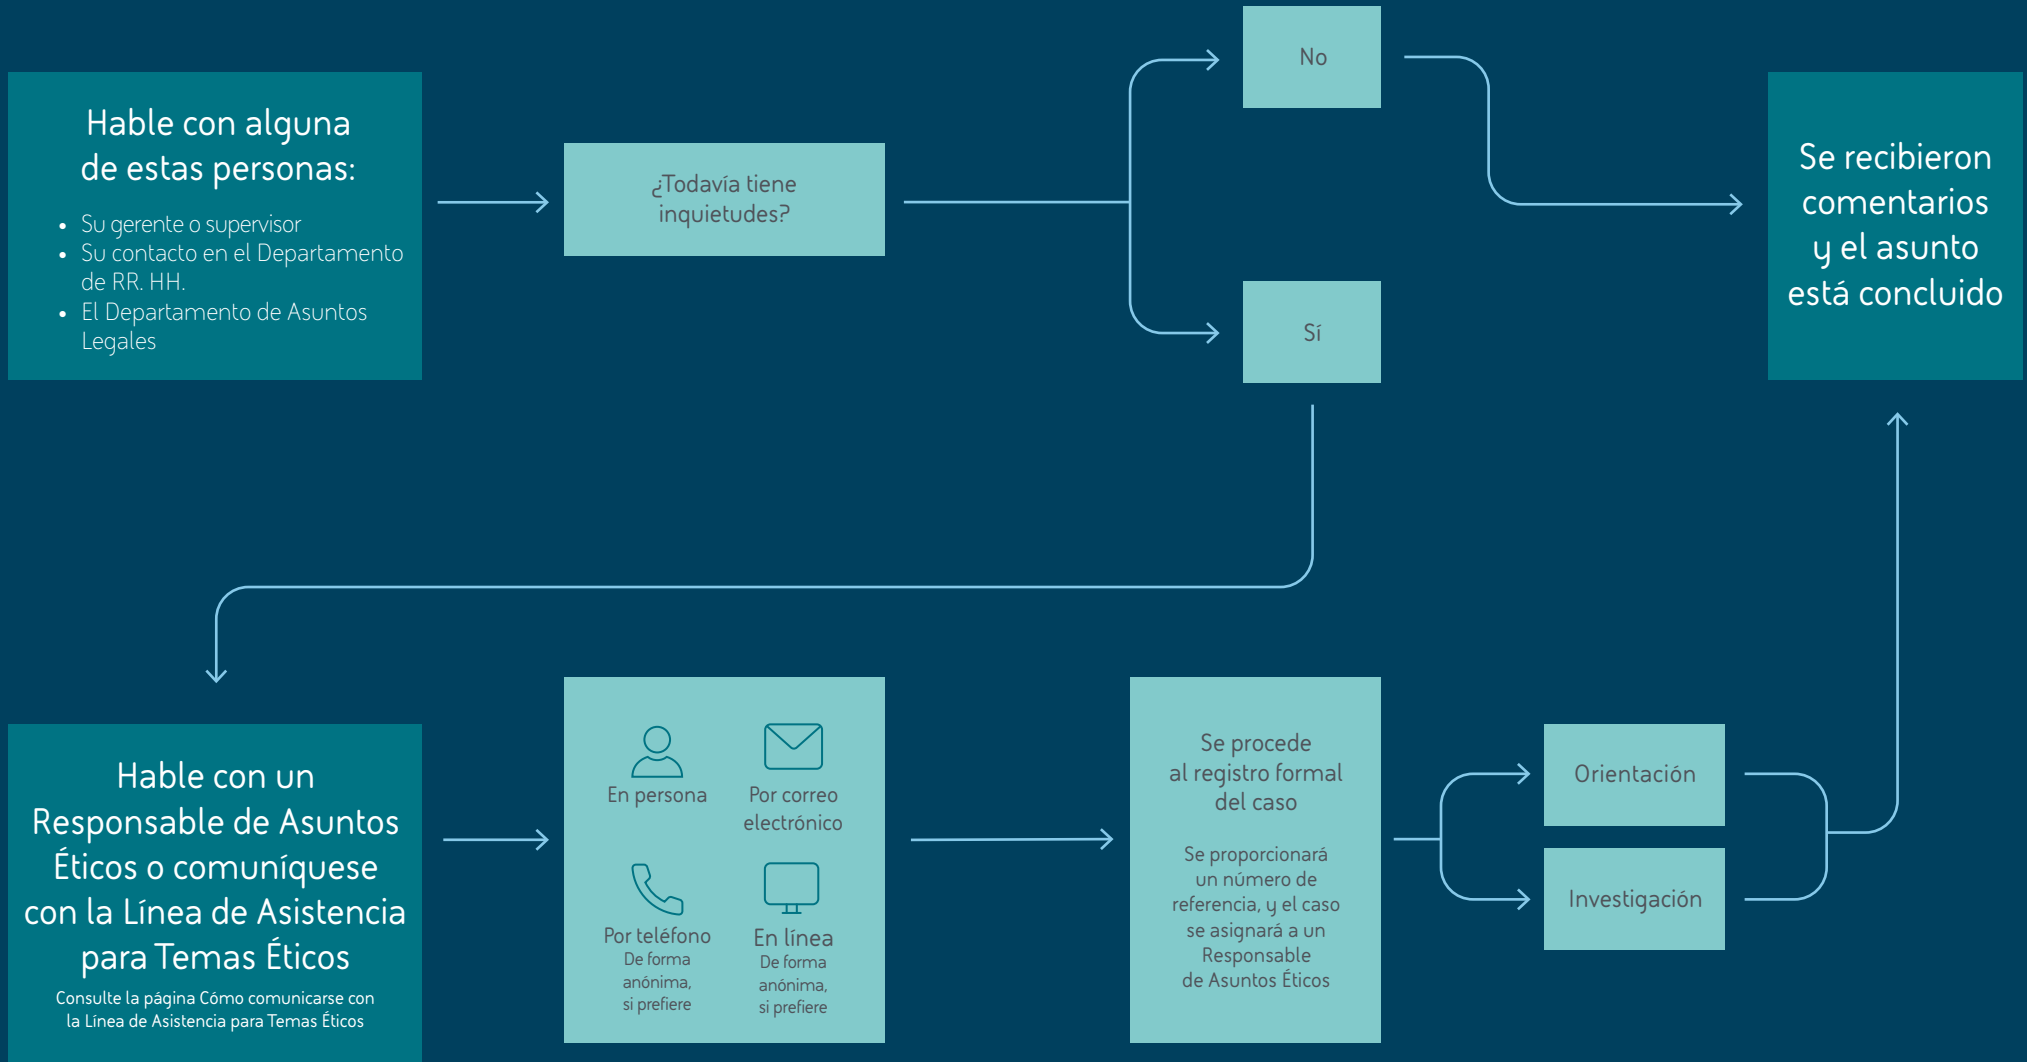 Hable con alguna
de estas personas:
• Su gerente o supervisor
• Su contacto en el Departamento
de RR. HH.
• El Departamento de Asuntos
Legales
¿Todavía tiene
inquietudes?
No
Sí
Se recibieron
comentarios
y el asunto
está concluido
Hable con un
Responsable de Asuntos
Éticos o comuníquese
con la Línea de Asistencia
para Temas Éticos
Consulte la página Cómo comunicarse con
la Línea de Asistencia para Temas Éticos
En persona
Por correo
electrónico
Por teléfono
De forma
anónima,
si prefiere
En línea
De forma
anónima,
si prefiere
Se procede
al registro formal
del caso
Se proporcionará
un número de
referencia, y el caso
se asignará a un
Responsable
de Asuntos Éticos
Orientación
Investigación